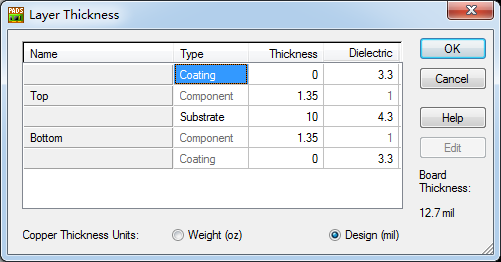 PADS
Layer Thickness
Name Type Thickness Dielectric
Coating 0 3.3
Top Component 1.35 1
Substrate 10 4.3
Bottom Component 1.35 1
Coating 0 3.3
OK
Cancel
Help
Edit
Board
Thickness:
12.7 mil
Copper Thickness Units: Weight (oz) Design (mil)